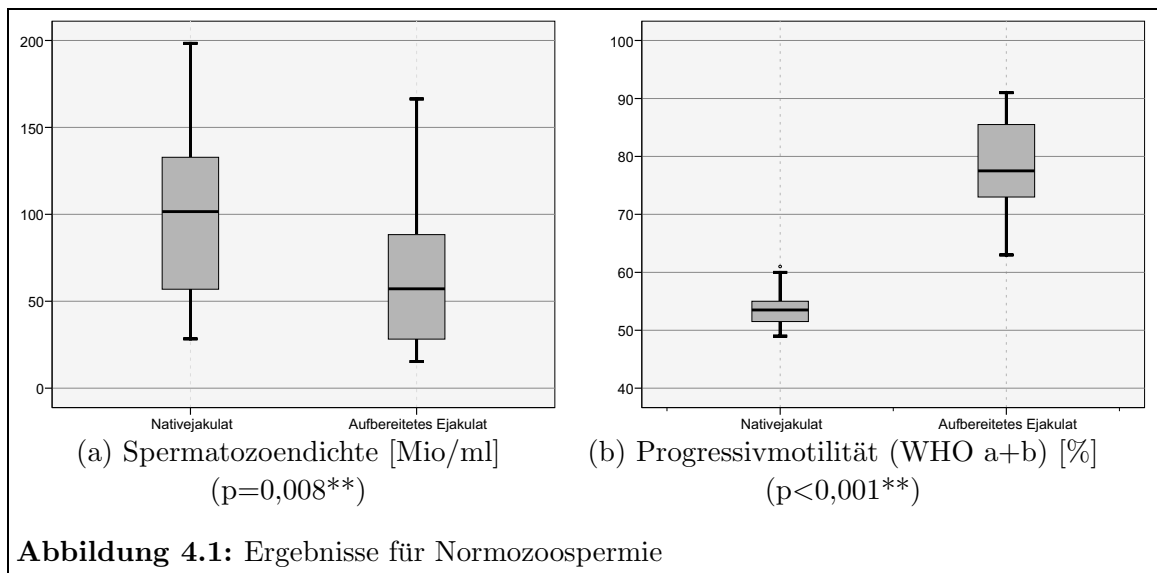 200
150
100
50
0
Nativejakulat
Aufbereitetes Ejakulat
(a) Spermatozoendichte [Mio/ml]
(p=0,008**)
100
90
80
70
60
50
40
Nativejakulat
Aufbereitetes Ejakulat
(b) Progressivmotilität (WHO a+b) [%]
(p<0,001**)
Abbildung 4.1: Ergebnisse für Normozoospermie